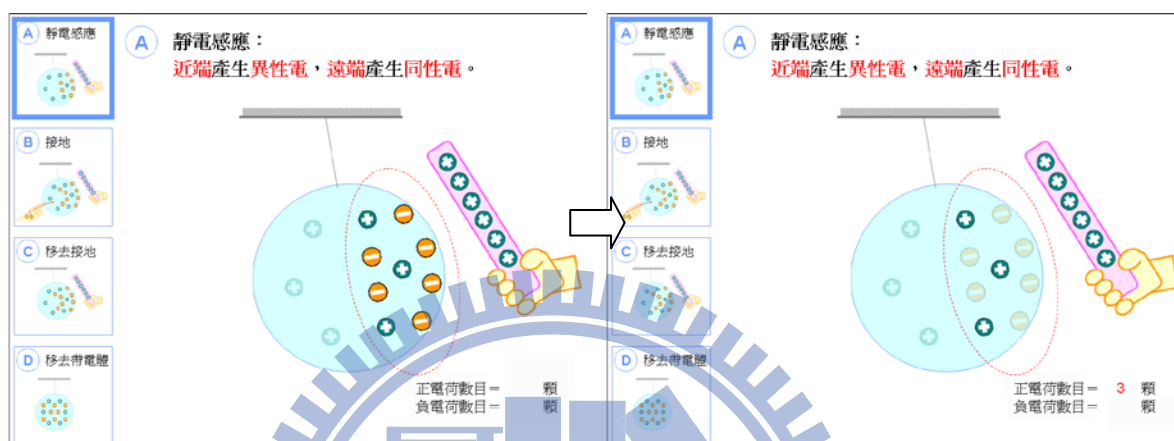 A 靜電感應
B 接地
C 移去接地
D 移去帶電體
A 靜電感應：
近端產生異性電，遠端產生同性電。
正電荷數目＝ 顆
負電荷數目＝ 顆
A 靜電感應
B 接地
C 移去接地
D 移去帶電體
A 靜電感應：
近端產生異性電，遠端產生同性電。
正電荷數目＝ 3 顆
負電荷數目＝ 顆